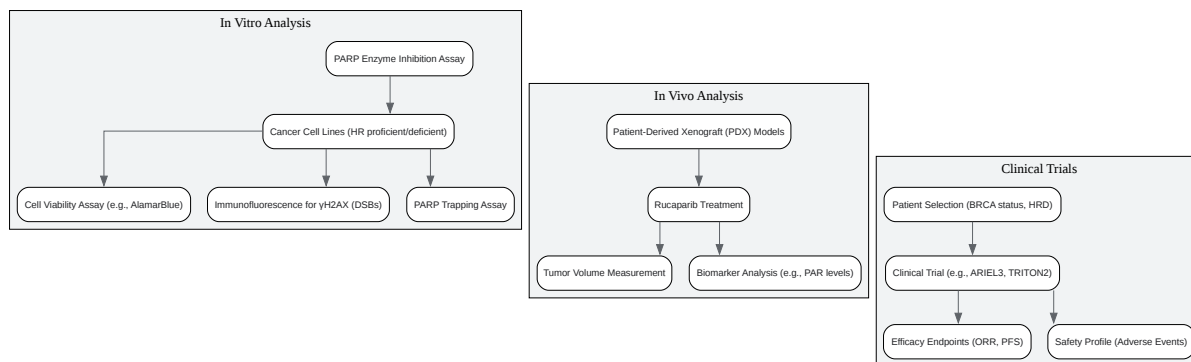 In Vitro Analysis
PARP Enzyme Inhibition Assay
Cancer Cell Lines (HR proficient/deficient)
Cell Viability Assay (e.g., AlamarBlue)
Immunofluorescence for γH2AX (DSBs)
PARP Trapping Assay
In Vivo Analysis
Patient-Derived Xenograft (PDX) Models
Rucaparib Treatment
Tumor Volume Measurement
Biomarker Analysis (e.g., PAR levels)
Clinical Trials
Patient Selection (BRCA status, HRD)
Clinical Trial (e.g., ARIEL3, TRITON2)
Efficacy Endpoints (ORR, PFS)
Safety Profile (Adverse Events)